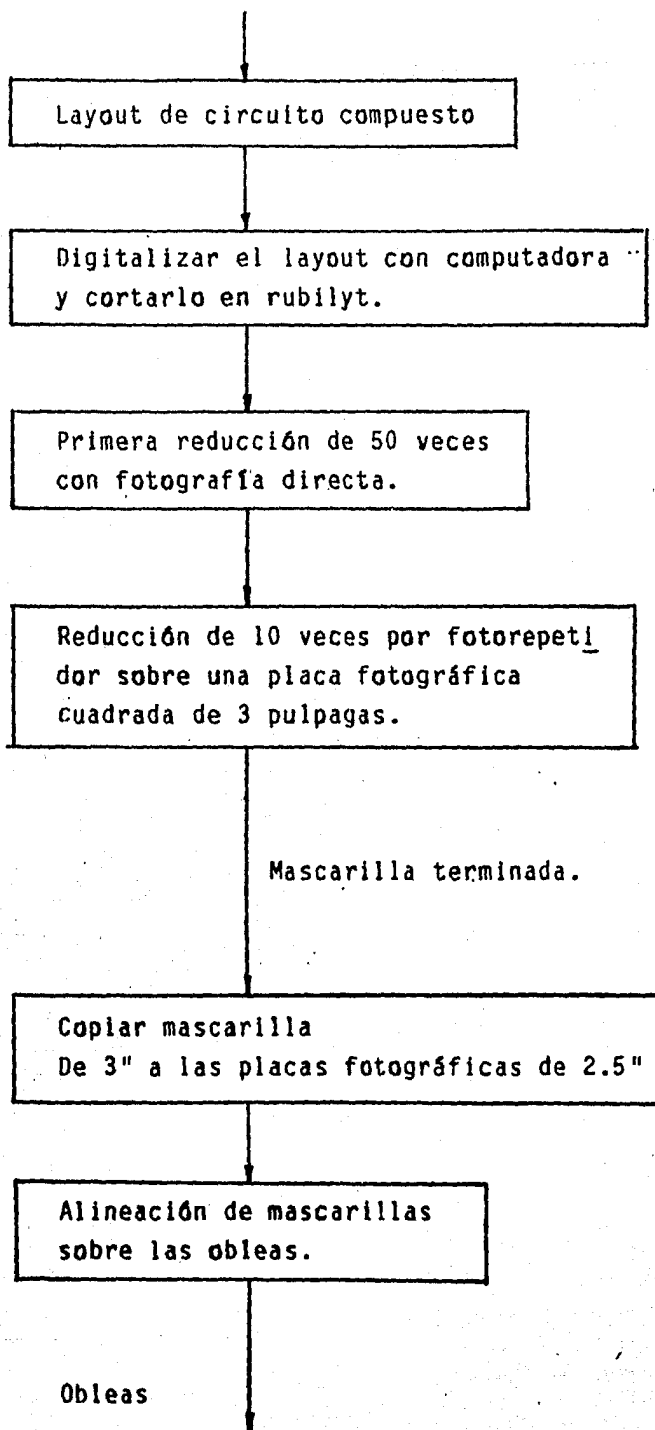 Layout de circuito compuesto
Digitalizar el layout con computadora
y cortarlo en rubilyt.
Primera reducción de 50 veces
con fotografía directa.
Reducción de 10 veces por fotorepeti
dor sobre una placa fotográfica
cuadrada de 3 pulpagas.
Mascarilla terminada.
Copiar mascarilla
De 3" a las placas fotográficas de 2.5"
Alineación de mascarillas
sobre las obleas.
Obleas